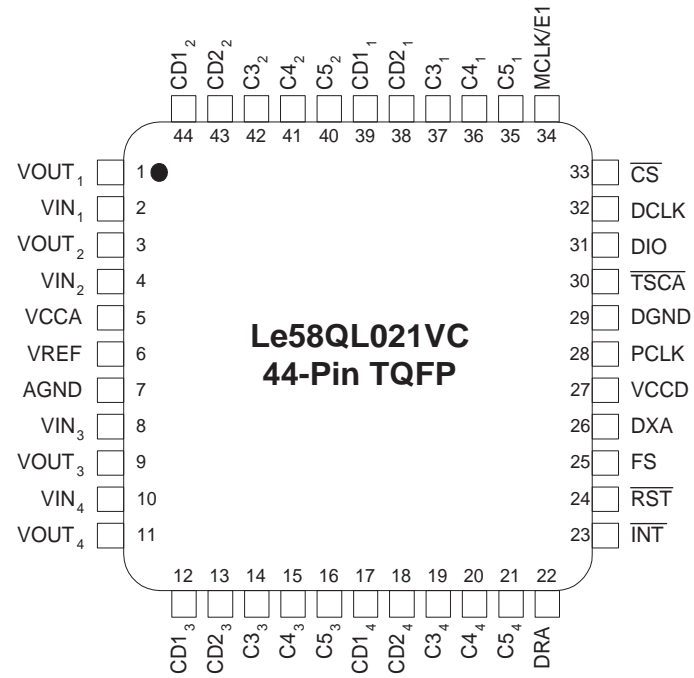 CD1₂ CD2₂ C3₂ C4₂ C5₂ CD1₁ CD2₁ C3₁ C4₁ C5₁ MCLK/E1
44 43 42 41 40 39 38 37 36 35 34
VOUT₁ 1 33 C̅S̅
VIN₁ 2 32 DCLK
VOUT₂ 3 31 DIO
VIN₂ 4 30 T̅S̅C̅A̅
VCCA 5 29 DGND
VREF 6 28 PCLK
AGND 7 27 VCCD
VIN₃ 8 26 DXA
VOUT₃ 9 25 FS
VIN₄ 10 24 R̅S̅T̅
VOUT₄ 11 23 I̅N̅T̅
Le58QL021VC
44-Pin TQFP
12 13 14 15 16 17 18 19 20 21 22
CD1₃ CD2₃ C3₃ C4₃ C5₃ CD1₄ CD2₄ C3₄ C4₄ C5₄ DRA